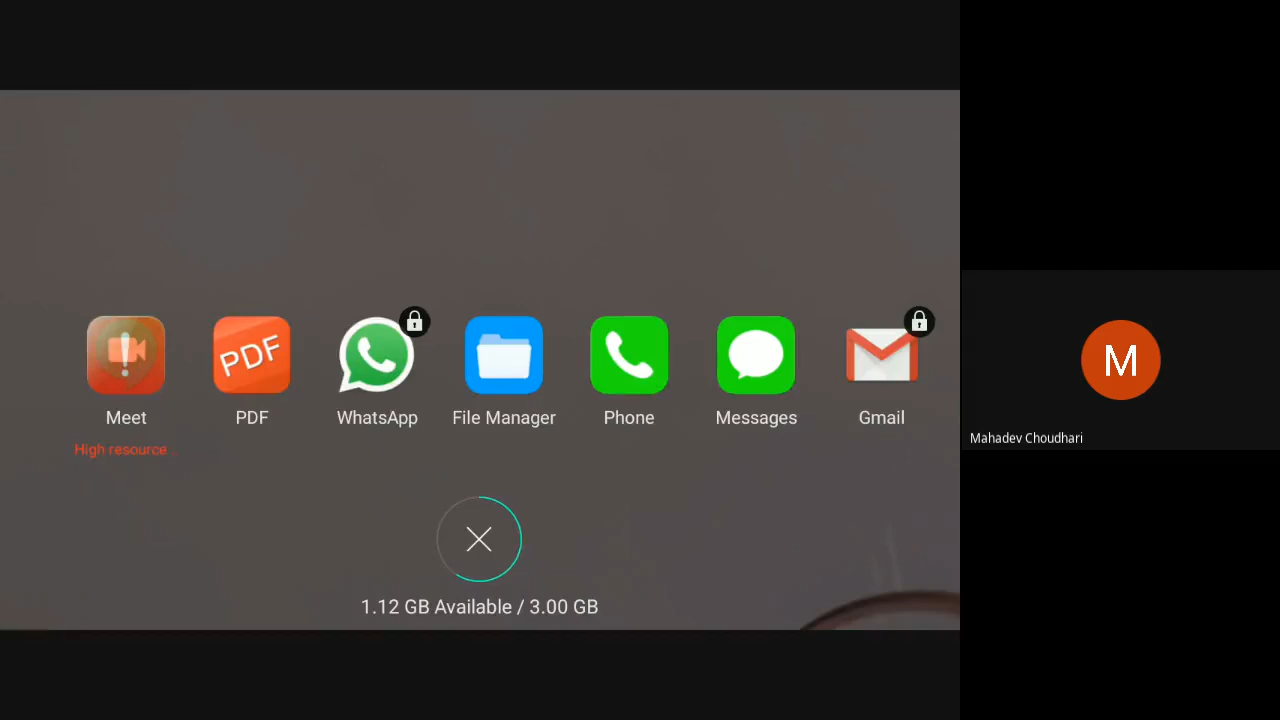 PDF
Meet
PDF
WhatsApp
File Manager
Phone
Messages
Gmail
High resource ..
1.12 GB Available / 3.00 GB
M
Mahadev Choudhari